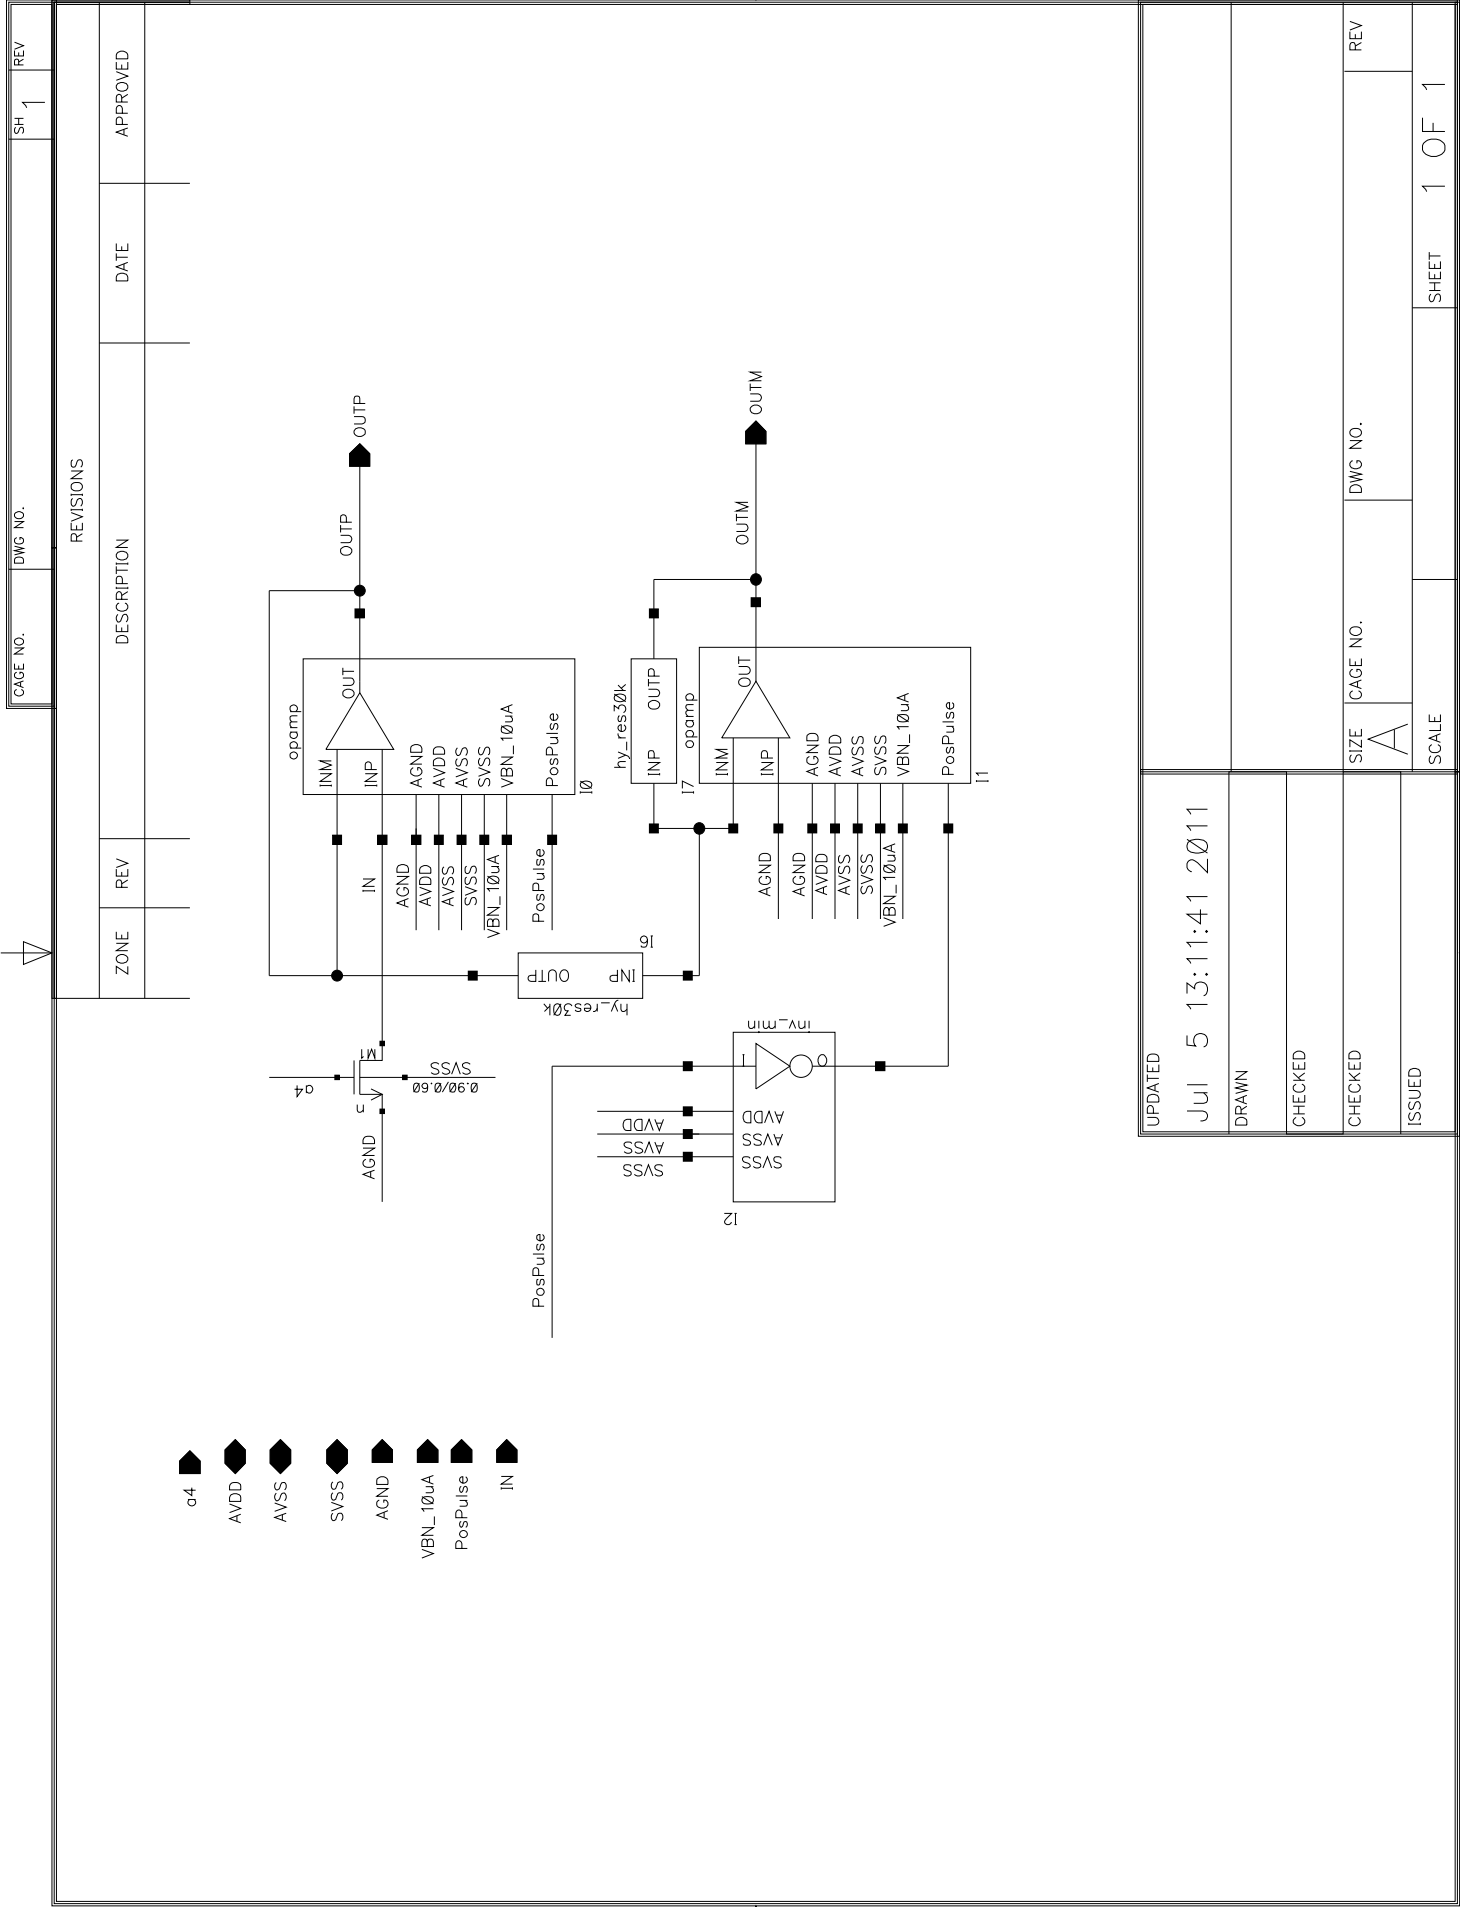 CAGE NO.
DWG NO.
SH 1
REV
REVISIONS
ZONE
REV
DESCRIPTION
DATE
APPROVED
a4
AVDD
AVSS
SVSS
AGND
VBN_10uA
PosPulse
IN
AGND
a4
n
M1
SVSS
0.90/0.60
IN
AGND
AVDD
AVSS
SVSS
VBN_10uA
PosPulse
opamp
INM
INP
OUT
AGND
AVDD
AVSS
SVSS
VBN_10uA
PosPulse
I0
OUTP
OUTP
OUTP
INP
I6
hy_res30k
hy_res30k
INP
OUTP
I7
PosPulse
AVDD
AVSS
SVSS
inv_min
I
O
AVDD
AVSS
SVSS
I2
AGND
AGND
AVDD
AVSS
SVSS
VBN_10uA
opamp
INM
INP
OUT
AGND
AVDD
AVSS
SVSS
VBN_10uA
PosPulse
I1
OUTM
OUTM
UPDATED
Jul 5 13:11:41 2011
DRAWN
CHECKED
CHECKED
ISSUED
SIZE
A
CAGE NO.
DWG NO.
REV
SCALE
SHEET 1 OF 1